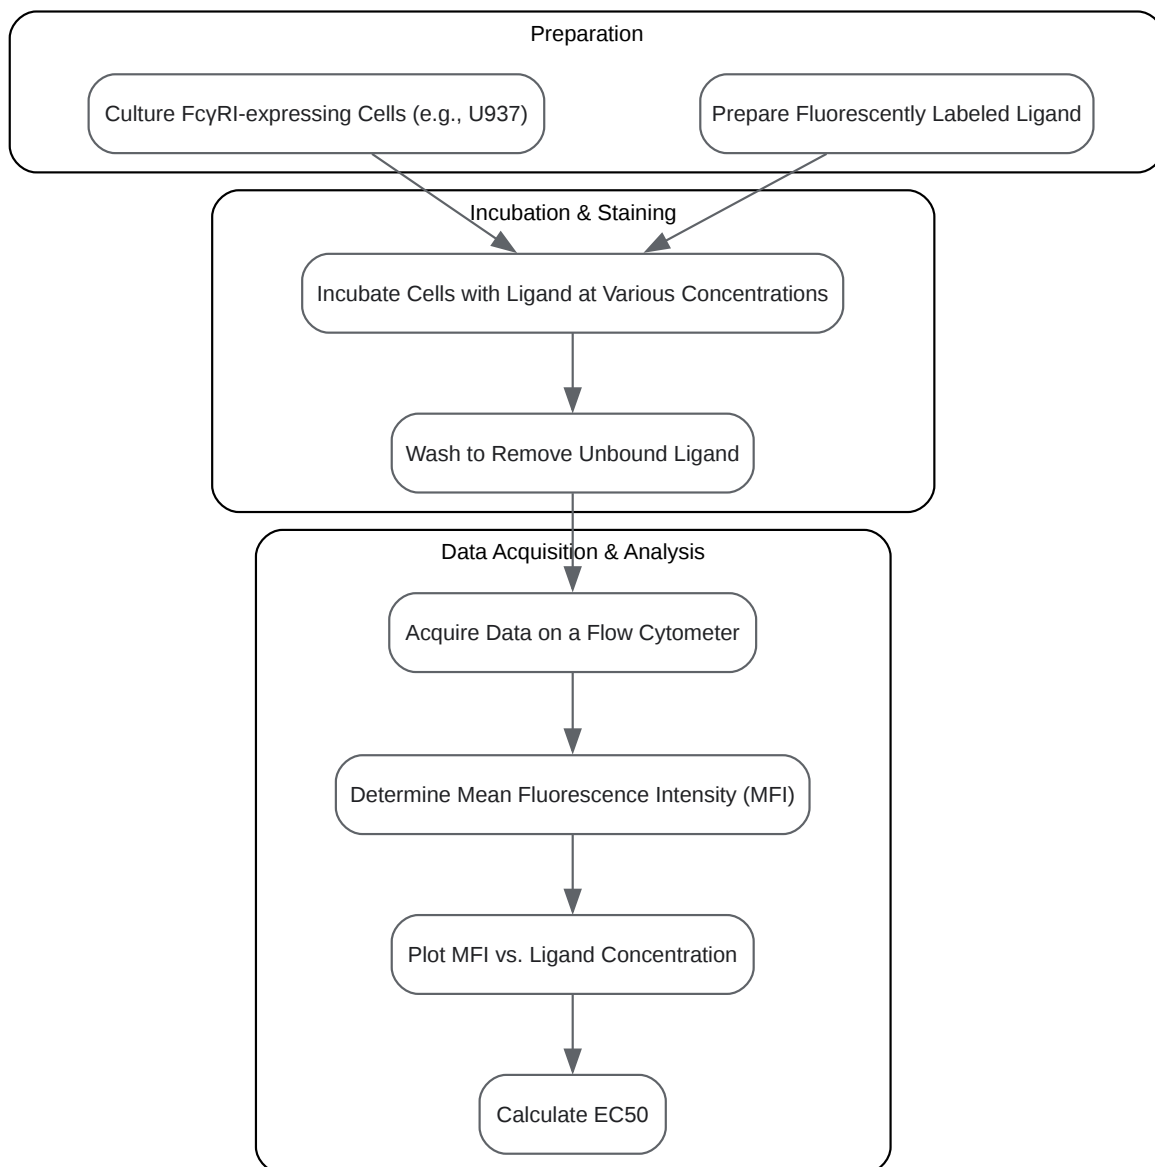 Preparation
Culture FcγRI-expressing Cells (e.g., U937)
Prepare Fluorescently Labeled Ligand
Incubation & Staining
Incubate Cells with Ligand at Various Concentrations
Wash to Remove Unbound Ligand
Data Acquisition & Analysis
Acquire Data on a Flow Cytometer
Determine Mean Fluorescence Intensity (MFI)
Plot MFI vs. Ligand Concentration
Calculate EC50